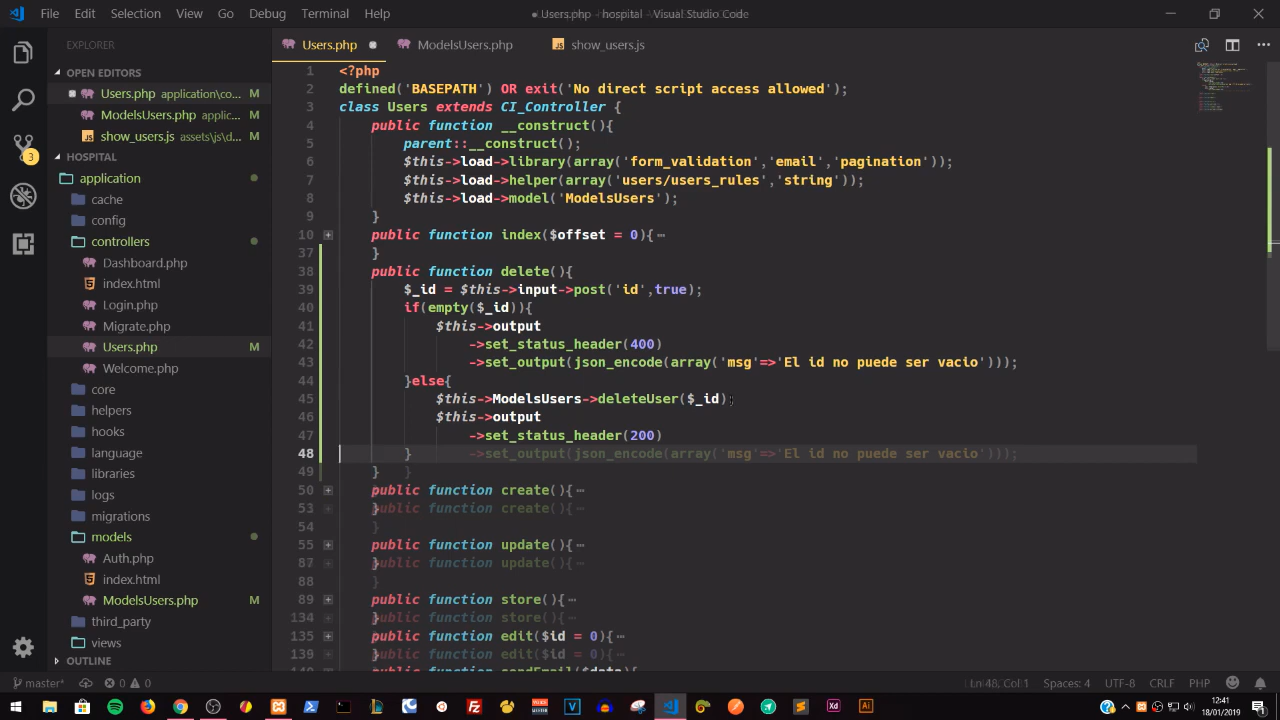 File Edit Selection View Go Debug Terminal Help
Users.php - hospital - Visual Studio Code
EXPLORER
OPEN EDITORS
Users.php application\co... M
ModelsUsers.php applic... M
show_users.js assets\js\d... M
HOSPITAL
application
cache
config
controllers
Dashboard.php
index.html
Login.php
Migrate.php
Users.php M
Welcome.php
core
helpers
hooks
language
libraries
logs
migrations
models
Auth.php
index.html
ModelsUsers.php M
third_party
views
OUTLINE
3
Users.php ModelsUsers.php show_users.js
1 <?php
2 defined('BASEPATH') OR exit('No direct script access allowed');
3 class Users extends CI_Controller {
4 public function __construct(){
5 parent::__construct();
6 $this->load->library(array('form_validation','email','pagination'));
7 $this->load->helper(array('users/users_rules','string'));
8 $this->load->model('ModelsUsers');
9 }
10 public function index($offset = 0){
37 }
38 public function delete(){
39 $_id = $this->input->post('id',true);
40 if(empty($_id)){
41 $this->output
42 ->set_status_header(400)
43 ->set_output(json_encode(array('msg'=>'El id no puede ser vacio')));
44 }else{
45 $this->ModelsUsers->deleteUser($_id);
46 $this->output
47 ->set_status_header(200)
48 } ->set_output(json_encode(array('msg'=>'El id no puede ser vacio')));
49 } }
50 public function create(){
53 } public function create(){
54 }
55 public function update(){
87 } public function update(){
88 }
89 public function store(){
134 } public function store(){
135 public function edit($id = 0){
139 } public function edit($id = 0){
master* 0 0
Ln 48, Col 1 Spaces: 4 UTF-8 CRLF PHP
12:41
18/01/2019